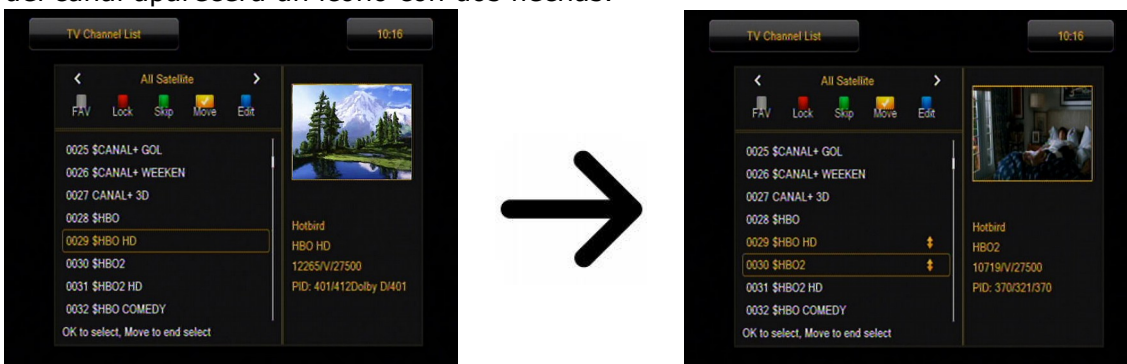 del canal aparecerá un icono con dos flechas.
TV Channel List
10:16
All Satellite
FAV Lock Skip Move Edit
0025 $CANAL+ GOL
0026 $CANAL+ WEEKEN
0027 CANAL+ 3D
0028 $HBO
0029 $HBO HD
0030 $HBO2
0031 $HBO2 HD
0032 $HBO COMEDY
OK to select, Move to end select
Hotbird
HBO HD
12265/V/27500
PID: 401/412Dolby D/401
TV Channel List
10:16
All Satellite
FAV Lock Skip Move Edit
0025 $CANAL+ GOL
0026 $CANAL+ WEEKEN
0027 CANAL+ 3D
0028 $HBO
0029 $HBO HD
0030 $HBO2
0031 $HBO2 HD
0032 $HBO COMEDY
OK to select, Move to end select
Hotbird
HBO2
10719/V/27500
PID: 370/321/370